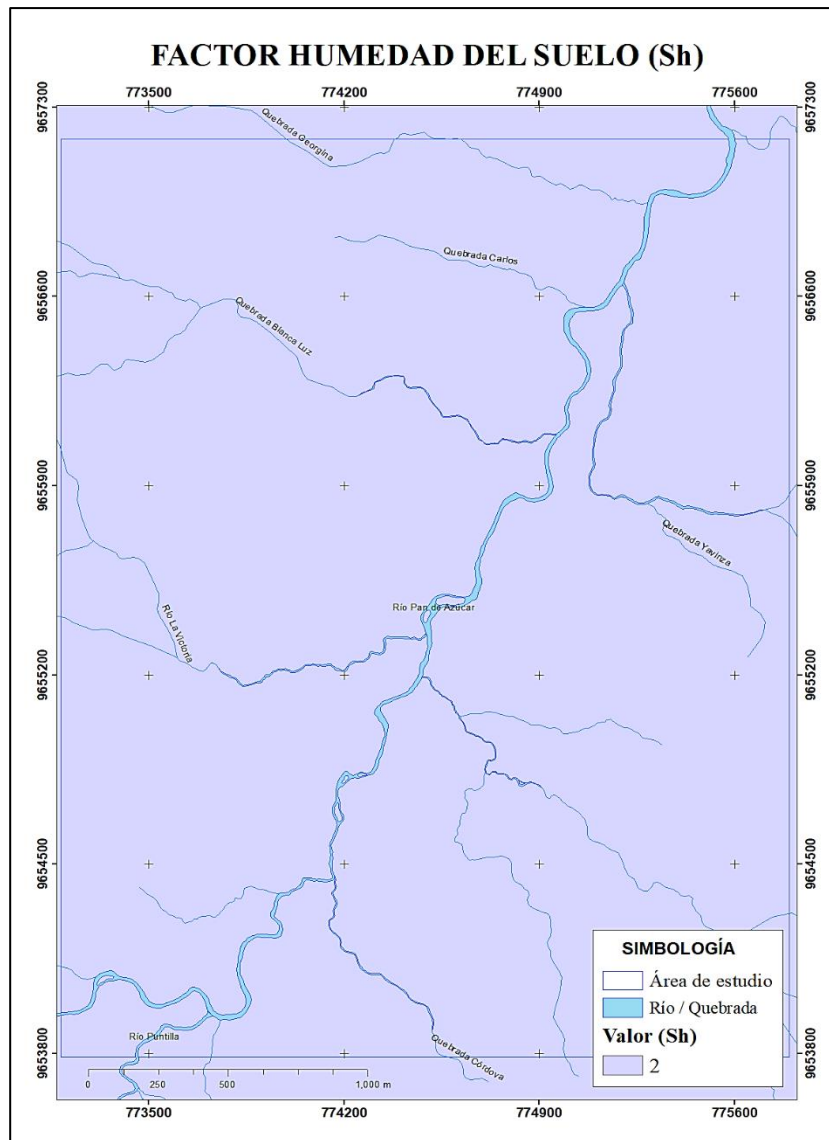 FACTOR HUMEDAD DEL SUELO (Sh)
773500 774200 774900 775600
9657300 9657300
Quebrada Georgina
Quebrada Carlos
9656600 9656600
Quebrada Blanca Luz
9655900 9655900
Quebrada Yavinza
Río Pan de Azúcar
Río La Victoria
9655200 9655200
9654500 9654500
SIMBOLOGÍA
Área de estudio
Río / Quebrada
Valor (Sh)
2
Río Puntilla
Quebrada Córdova
9653800 9653800
0 250 500 1,000 m
773500 774200 774900 775600